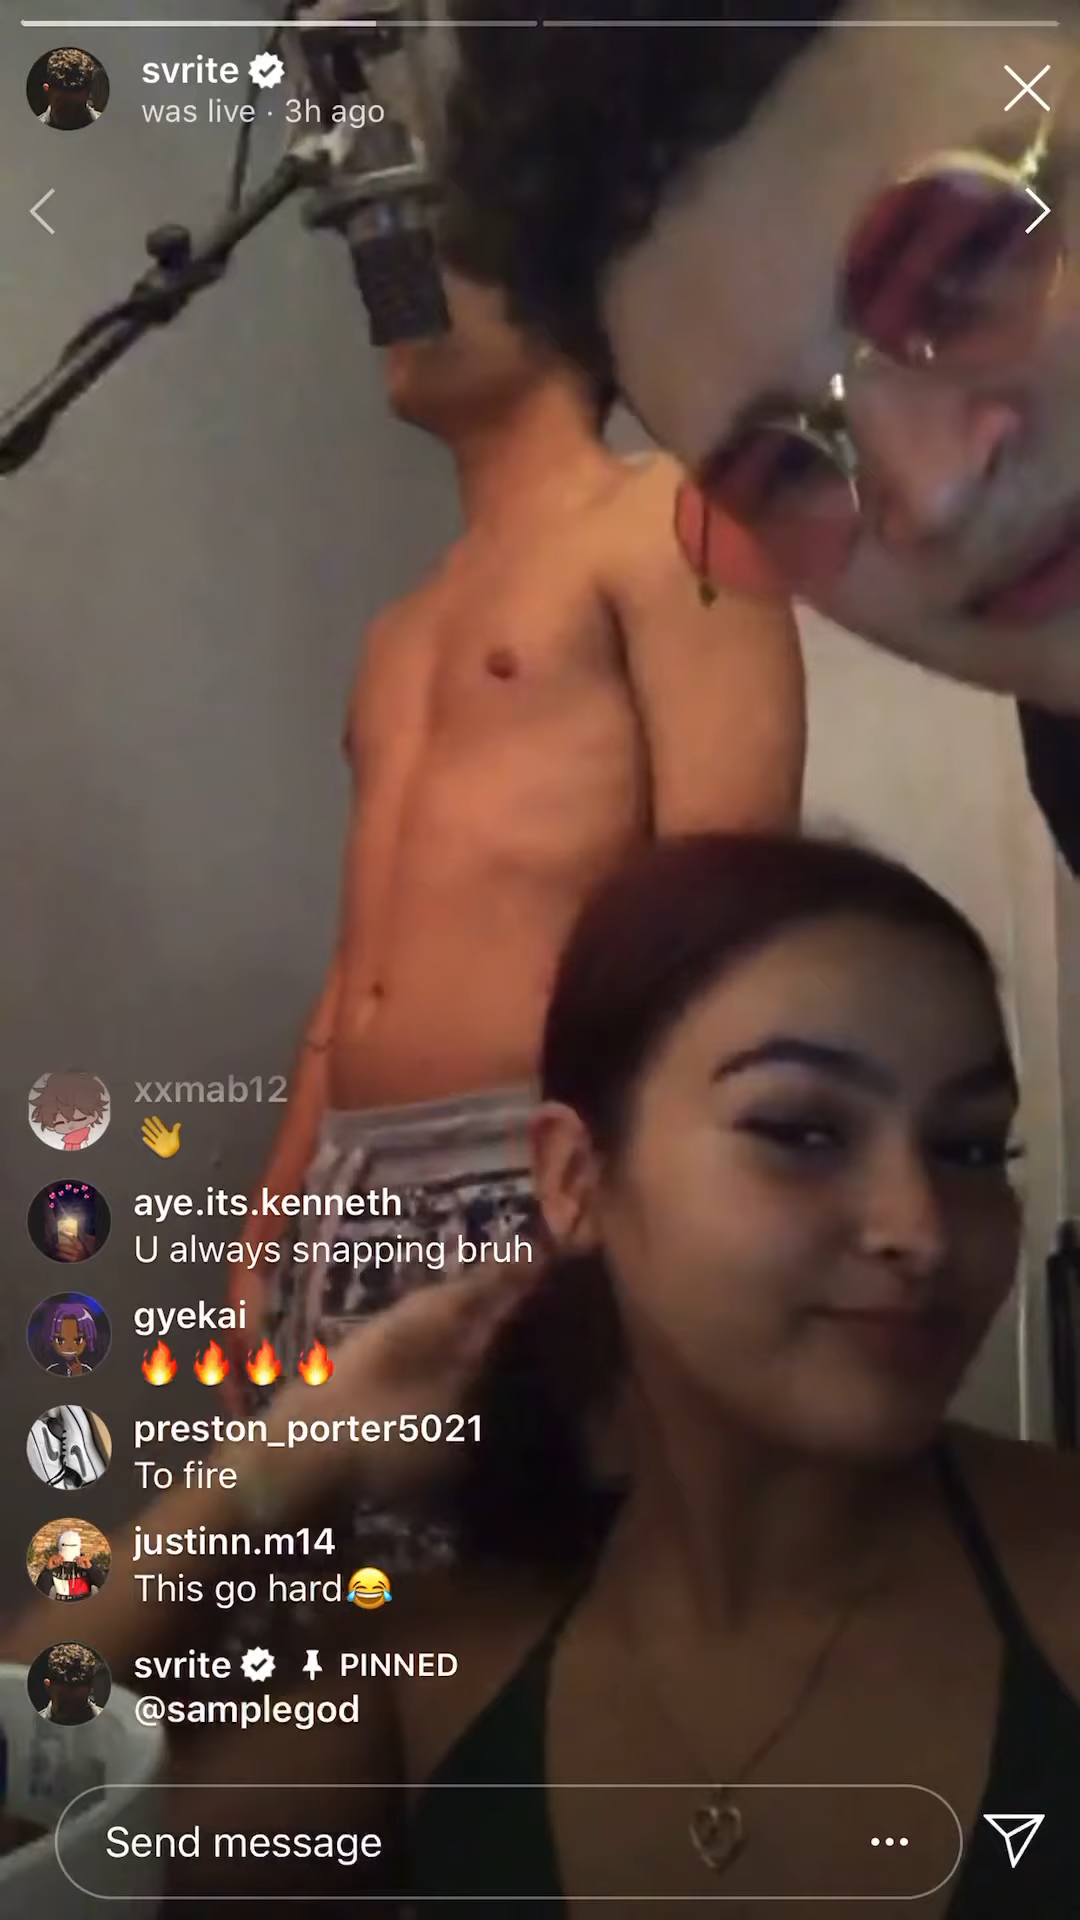 svrite
was live · 3h ago
xxmab12
👋
aye.its.kenneth
U always snapping bruh
gyekai
🔥🔥🔥🔥
preston_porter5021
To fire
justinn.m14
This go hard😂
svrite PINNED
@samplegod
Send message